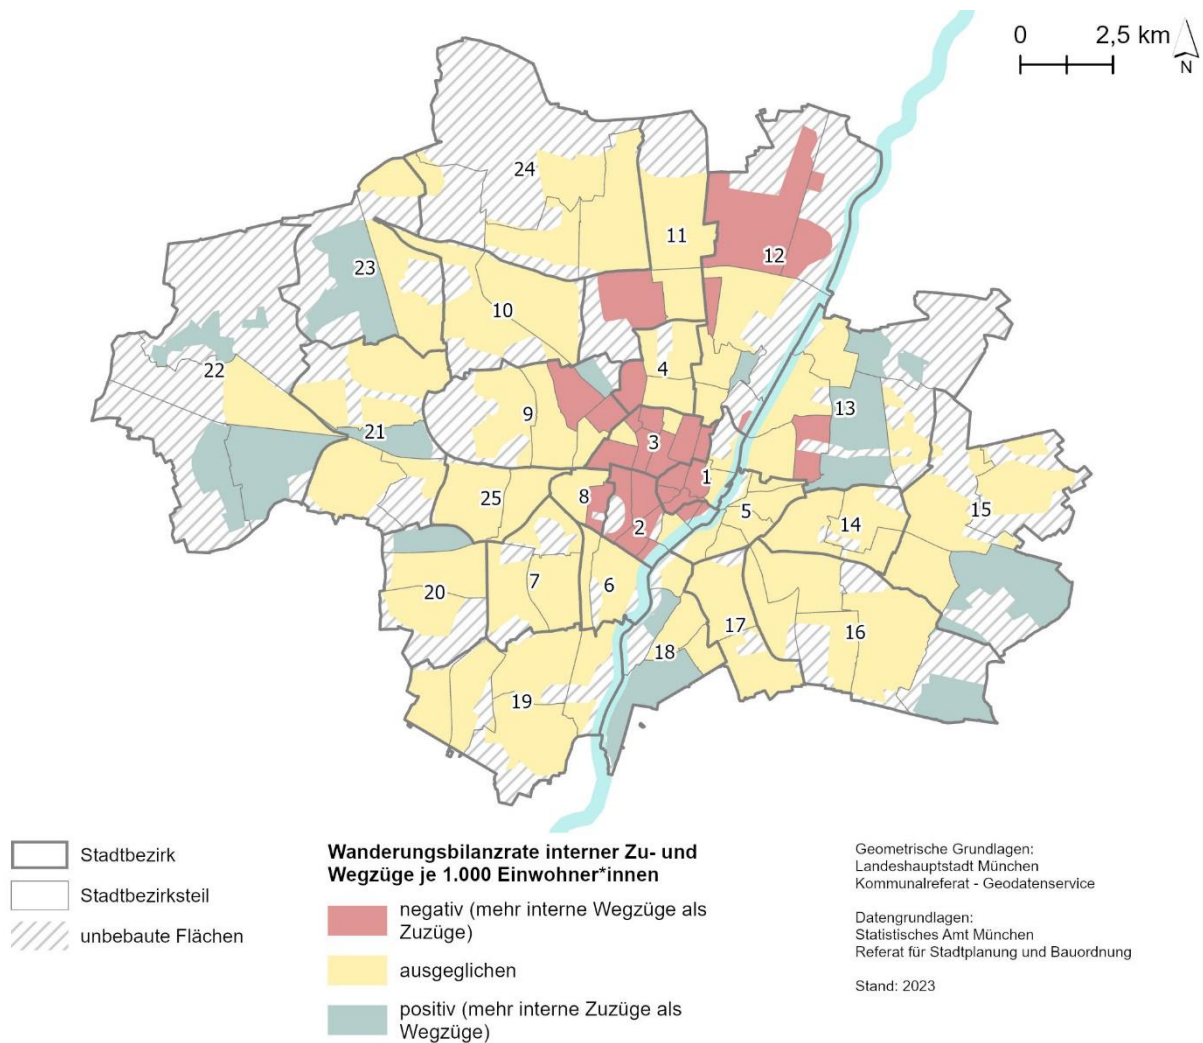 0 2,5 km
N
24
11
12
23
10
4
22
13
9
21
3
1
25
8
2
5
15
14
7
6
20
17
16
18
19
Stadtbezirk
Stadtbezirksteil
unbebaute Flächen
Wanderungsbilanzrate interner Zu- und
Wegzüge je 1.000 Einwohner*innen
negativ (mehr interne Wegzüge als
Zuzüge)
ausgeglichen
positiv (mehr interne Zuzüge als
Wegzüge)
Geometrische Grundlagen:
Landeshauptstadt München
Kommunalreferat - Geodatenservice
Datengrundlagen:
Statistisches Amt München
Referat für Stadtplanung und Bauordnung
Stand: 2023